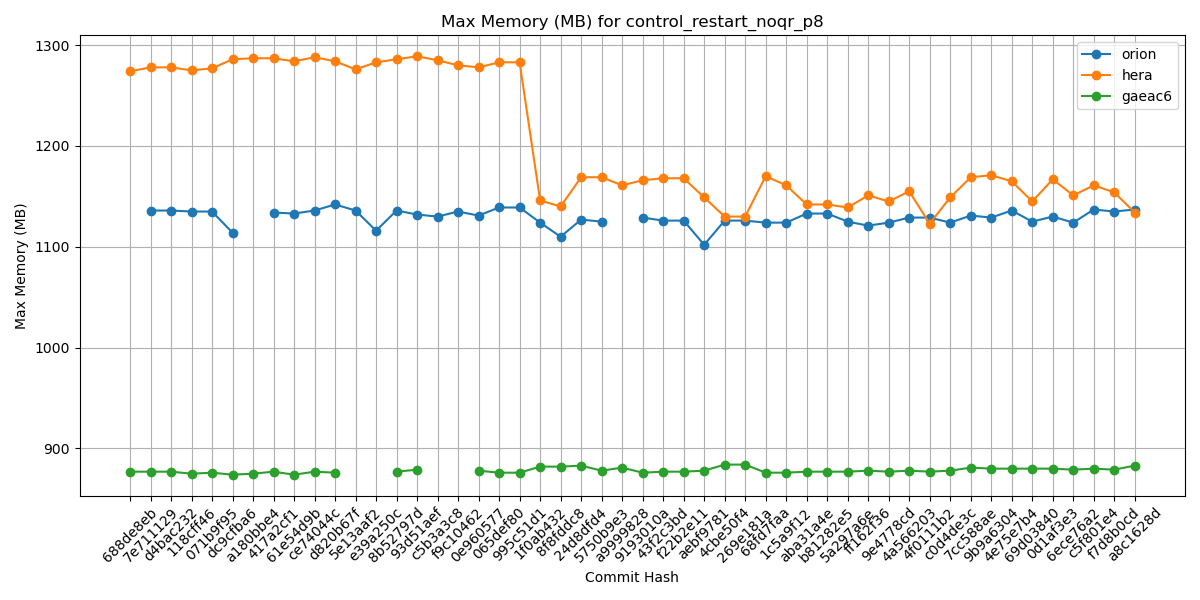 Max Memory (MB) for control_restart_noqr_p8
1300
1200
1100
1000
900
Max Memory (MB)
orion
hera
gaeac6
688de8eb
7e711129
d4bac232
118cff46
071b9f95
dc9cfba6
a180bbe4
417a2cf1
61e54d9b
ce74044c
d820b67f
5e13aaf2
e39a250c
8b52797d
93d51aef
c5b3a3c8
f9c10462
0e960577
065def80
995c51d1
1f0ab432
8f8fddc8
24d8dfd4
5750b9e3
a9999828
9193010a
43f2c3bd
f22b2e11
aebf9781
4cbe50f4
269e181a
68fd7faa
1c5a9f12
aba31a4e
b81282e5
5a297a6e
ff162f36
9e4778cd
4a566203
4f0111b2
c0d4de3c
7cc588ae
9b9a6304
4e75e7b4
69d03840
0d1af3e3
6ece76a2
c5f801e4
f7d8b0cd
a8c1628d
Commit Hash